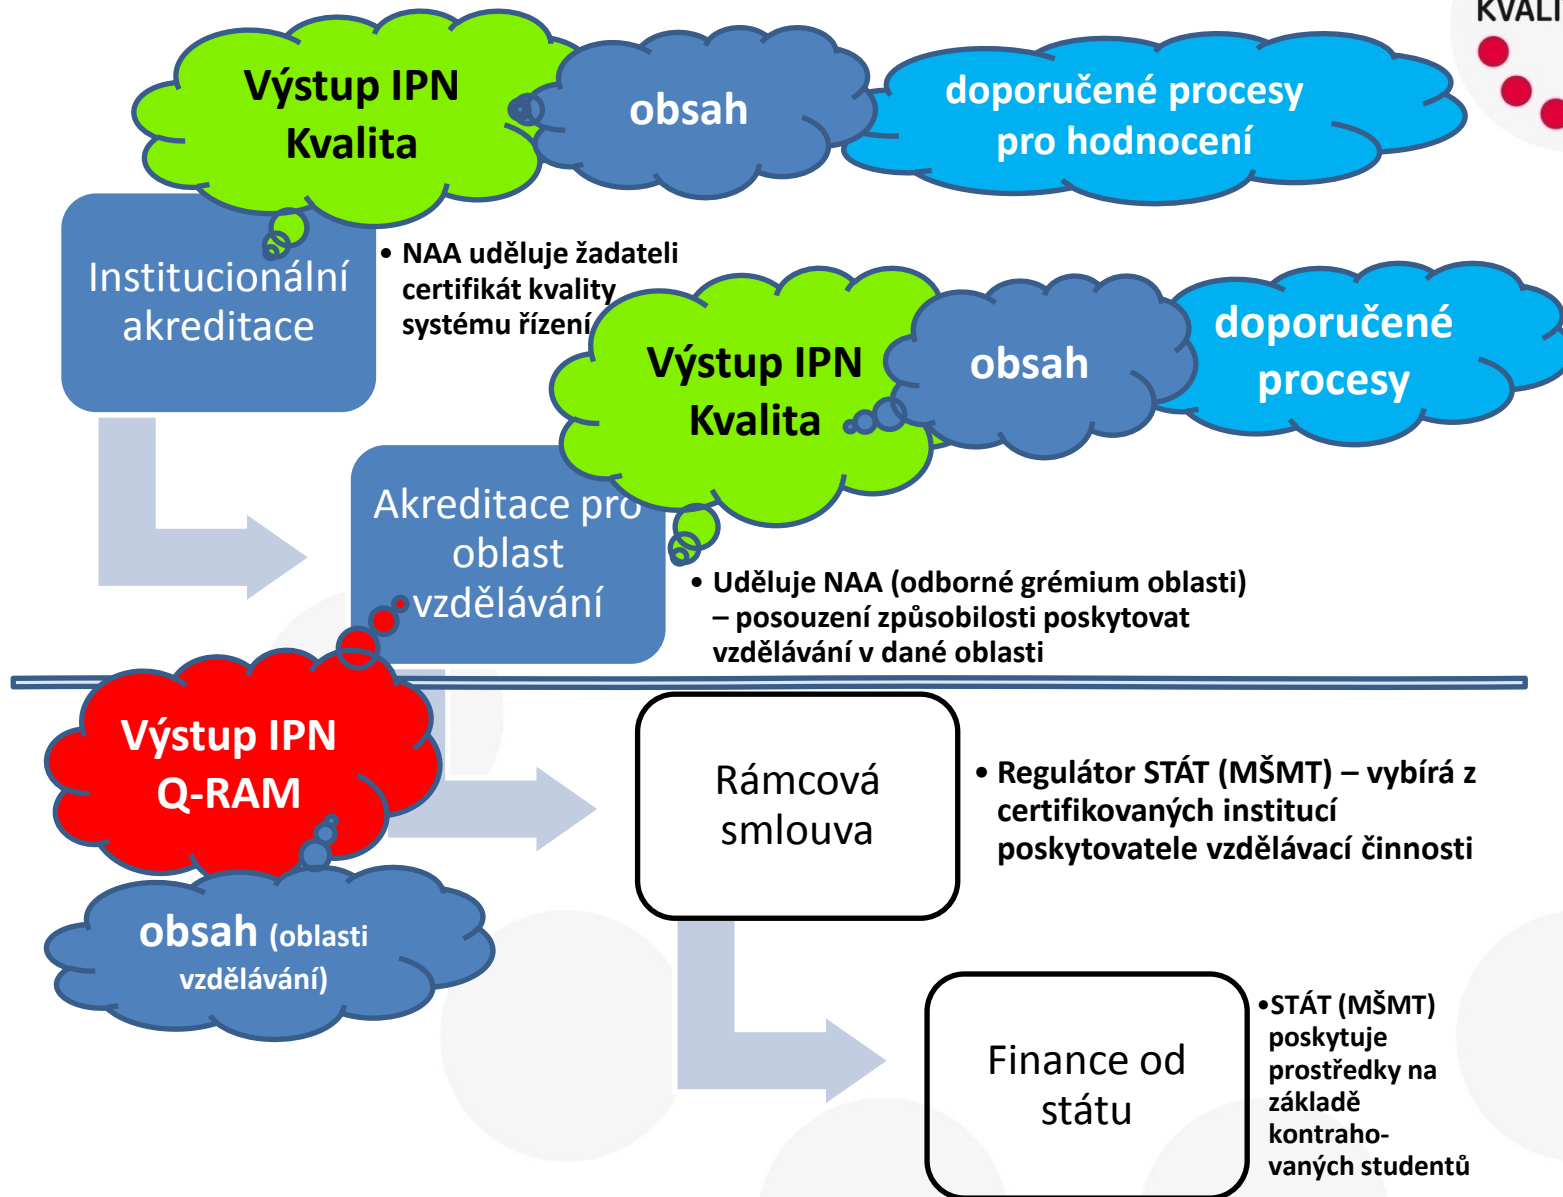 KVALI
Výstup IPN
Kvalita
obsah
doporučené procesy
pro hodnocení
Institucionální
akreditace
• NAA uděluje žadateli
certifikát kvality
systému řízení
Výstup IPN
Kvalita
obsah
doporučené
procesy
Akreditace pro
oblast
vzdělávání
• Uděluje NAA (odborné grémium oblasti)
– posouzení způsobilosti poskytovat
vzdělávání v dané oblasti
Výstup IPN
Q-RAM
obsah (oblasti
vzdělávání)
Rámcová
smlouva
• Regulátor STÁT (MŠMT) – vybírá z
certifikovaných institucí
poskytovatele vzdělávací činnosti
Finance od
státu
•STÁT (MŠMT)
poskytuje
prostředky na
základě
kontraho-
vaných studentů